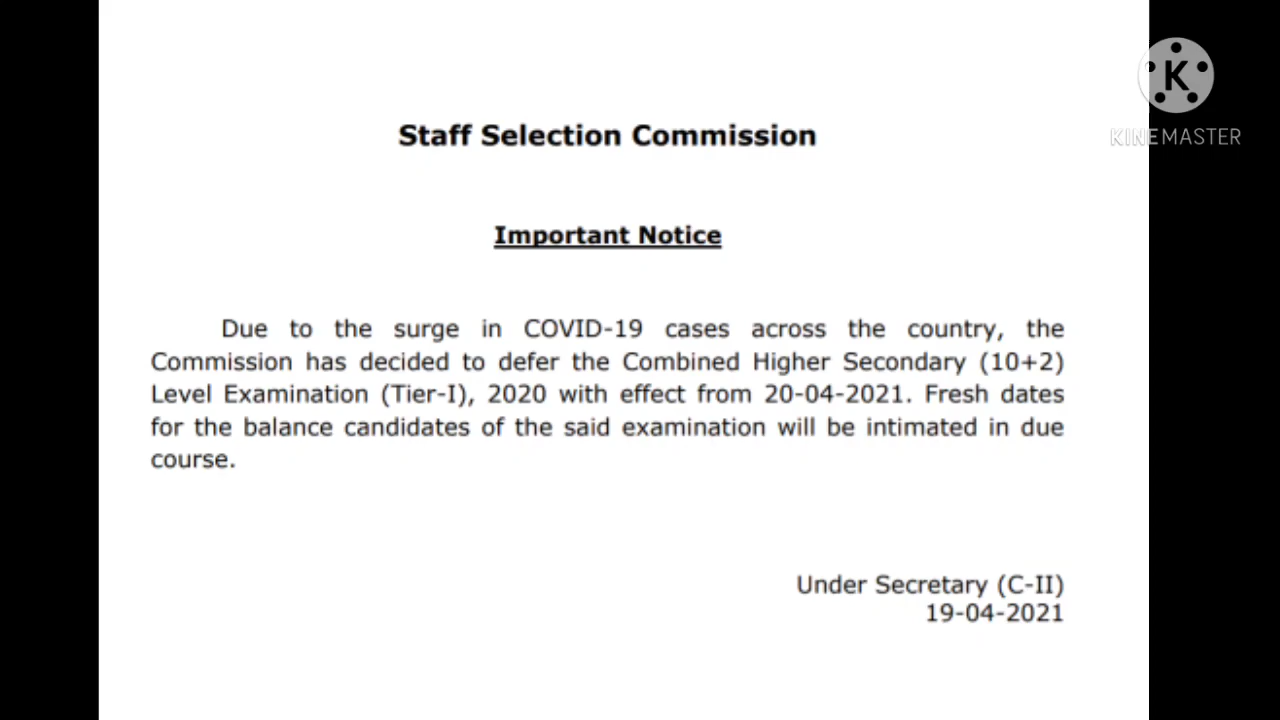 Staff Selection Commission
K
KINEMASTER
Important Notice
Due to the surge in COVID-19 cases across the country, the
Commission has decided to defer the Combined Higher Secondary (10+2)
Level Examination (Tier-I), 2020 with effect from 20-04-2021. Fresh dates
for the balance candidates of the said examination will be intimated in due
course.
Under Secretary (C-II)
19-04-2021